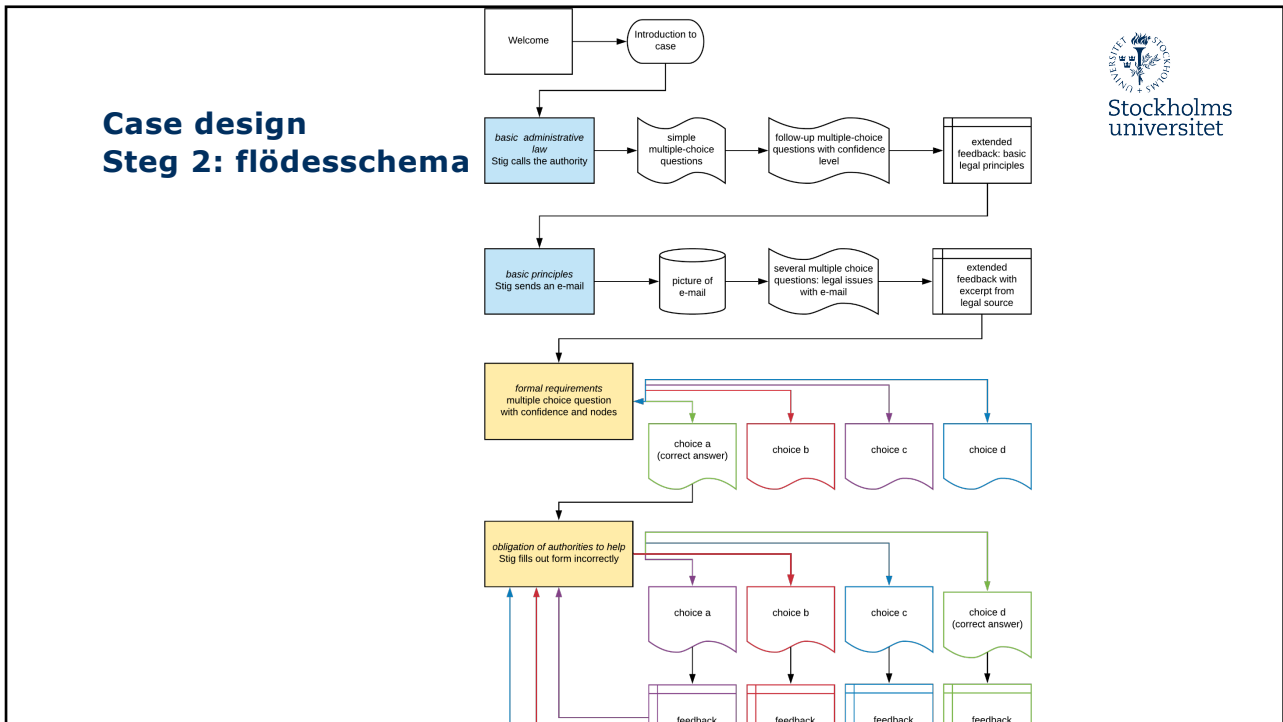 Welcome
Introduction to
case
Case design
Steg 2: flödesschema
UNIVERSITET
STOCKHOLMS
Stockholms
universitet
basic administrative
law
Stig calls the authority
simple
multiple-choice
questions
follow-up multiple-choice
questions with confidence
level
extended
feedback: basic
legal principles
basic principles
Stig sends an e-mail
picture of
e-mail
several multiple choice
questions: legal issues
with e-mail
extended
feedback with
excerpt from
legal source
formal requirements
multiple choice question
with confidence and nodes
choice a
(correct answer)
choice b
choice c
choice d
obligation of authorities to help
Stig fills out form incorrectly
choice a
choice b
choice c
choice d
(correct answer)
feedback
feedback
feedback
feedback